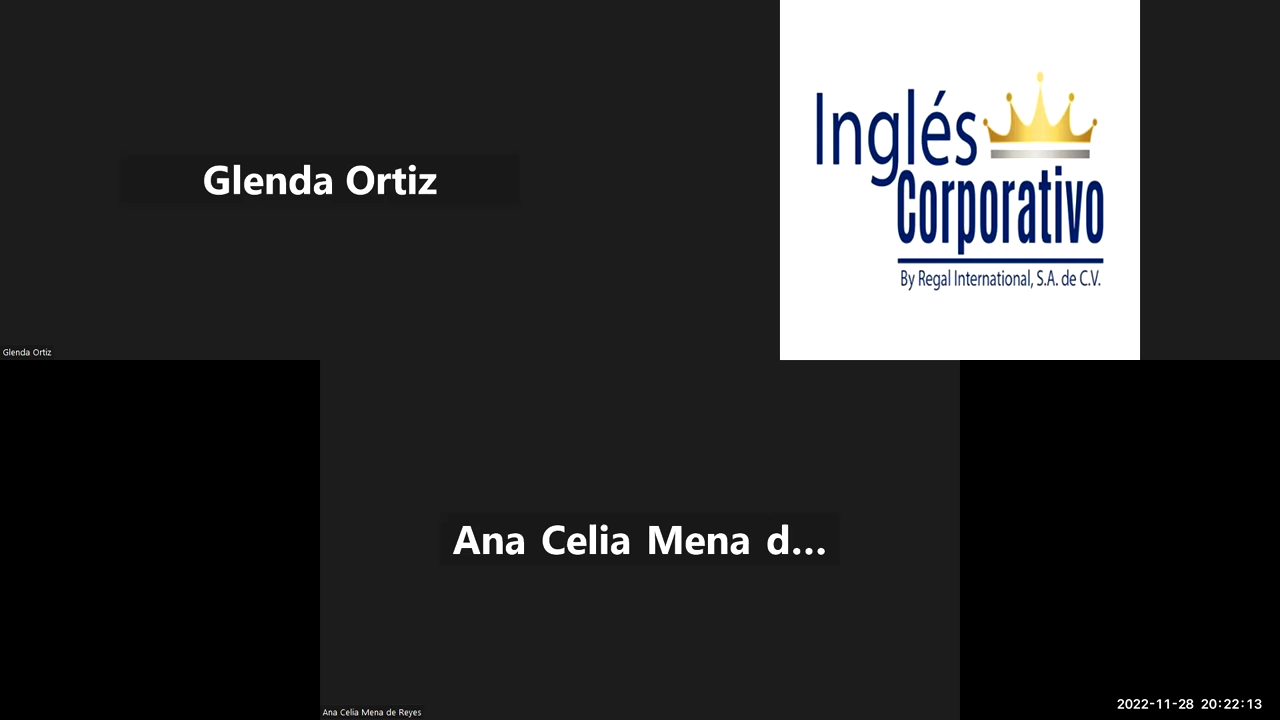 Glenda Ortiz
Inglés
Corporativo
By Regal International, S.A. de C.V.
Glenda Ortiz
Ana Celia Mena d...
Ana Celia Mena de Reyes
2022-11-28 20:22:13